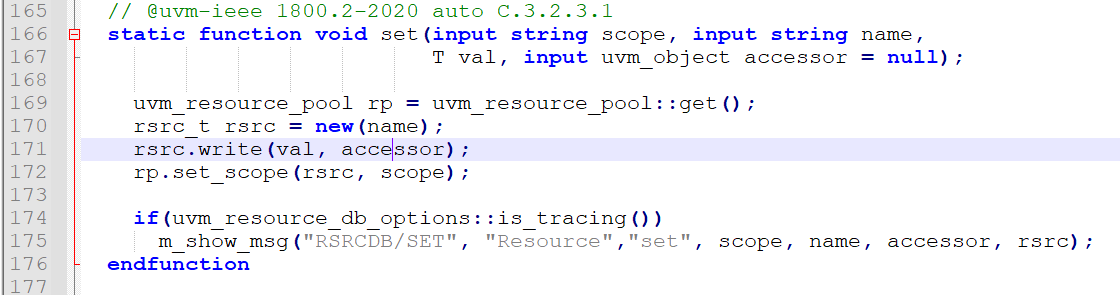 165 // @uvm-ieee 1800.2-2020 auto C.3.2.3.1
166 static function void set(input string scope, input string name,
167 T val, input uvm_object accessor = null);
168
169 uvm_resource_pool rp = uvm_resource_pool::get();
170 rsrc_t rsrc = new(name);
171 rsrc.write(val, accessor);
172 rp.set_scope(rsrc, scope);
173
174 if(uvm_resource_db_options::is_tracing())
175 m_show_msg("RSRCDB/SET", "Resource","set", scope, name, accessor, rsrc);
176 endfunction
177